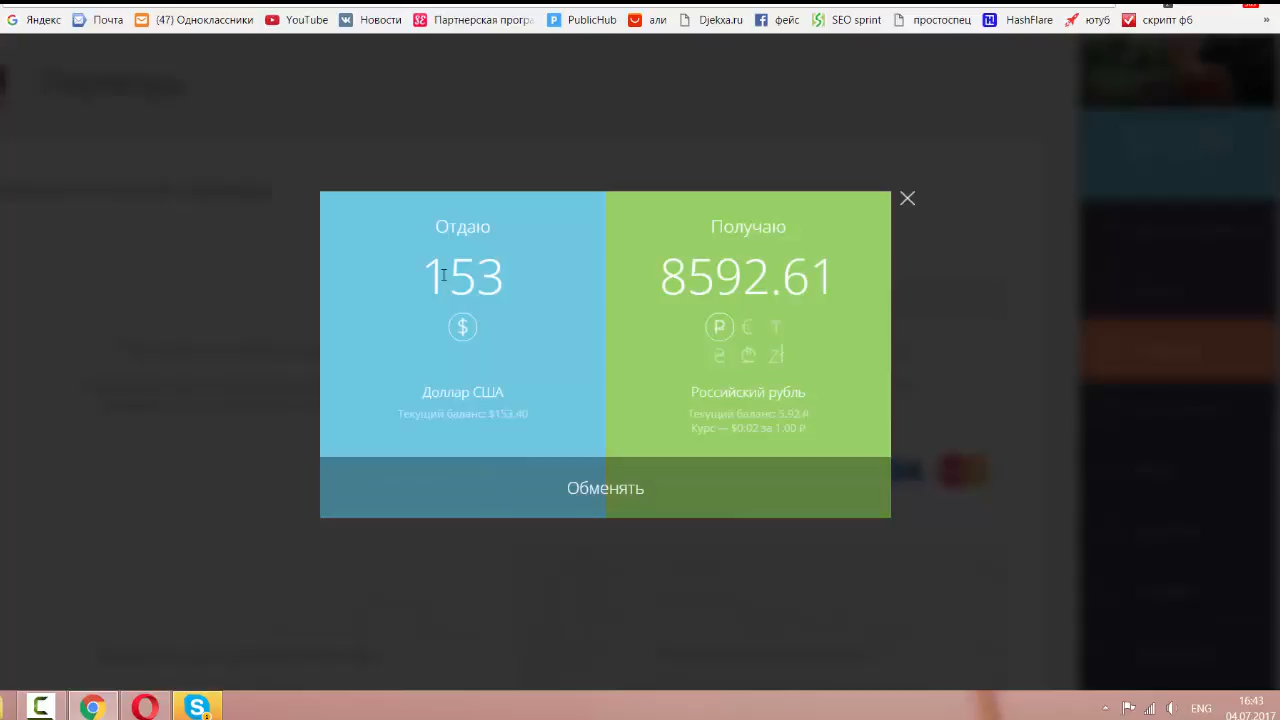 Яндекс Почта (47) Одноклассники YouTube Новости Партнерская програ PublicHub али Djekxa.ru фейс SEO sprint простоспец HashFlare ютуб скрипт фб »
Отдаю
153
$
Доллар США
Текущий баланс: $153.40
Получаю
8592.61
₽ € ₸
₴ ₾ zł
Российский рубль
Текущий баланс: 5,92 ₽
Курс — $0.02 за 1.00 ₽
Обменять
ENG
16:43
04.07.2017